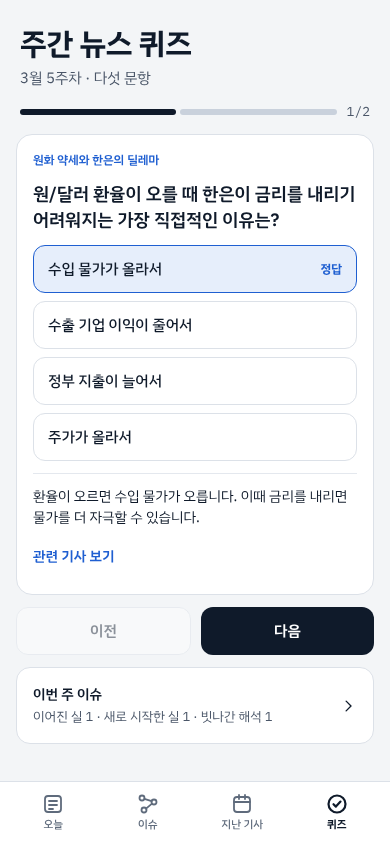 주간 뉴스 퀴즈
3월 5주차 · 다섯 문항
1/2
원화 약세와 한은의 딜레마
원/달러 환율이 오를 때 한은이 금리를 내리기
어려워지는 가장 직접적인 이유는?
수입 물가가 올라서
정답
수출 기업 이익이 줄어서
정부 지출이 늘어서
주가가 올라서
환율이 오르면 수입 물가가 오릅니다. 이때 금리를 내리면
물가를 더 자극할 수 있습니다.
관련 기사 보기
이전
다음
이번 주 이슈
이어진 실 1 · 새로 시작한 실 1 · 빗나간 해석 1
오늘
이슈
지난 기사
퀴즈